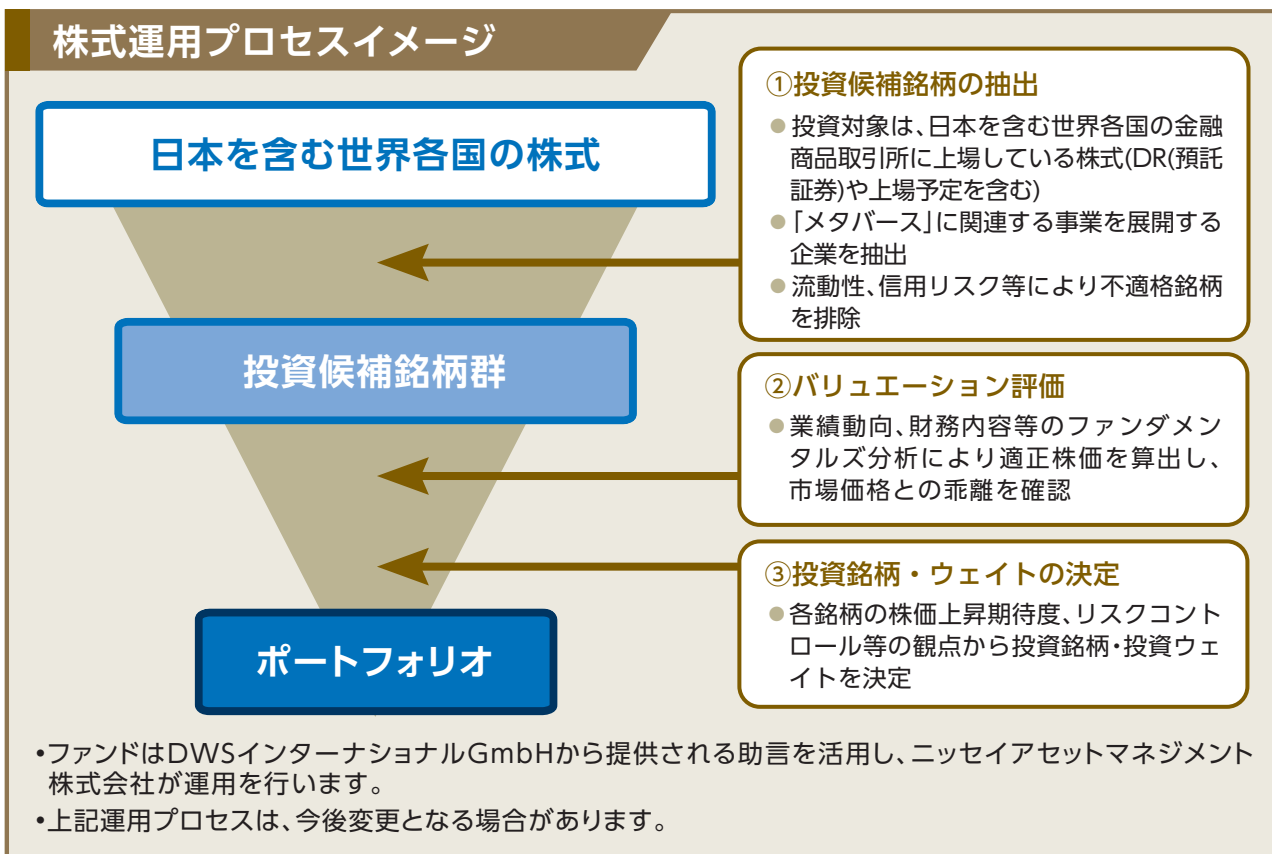 株式運用プロセスイメージ
日本を含む世界各国の株式
投資候補銘柄群
ポートフォリオ
①投資候補銘柄の抽出
●投資対象は、日本を含む世界各国の金融
商品取引所に上場している株式(DR(預託
証券)や上場予定を含む)
●「メタバース」に関連する事業を展開する
企業を抽出
●流動性、信用リスク等により不適格銘柄
を排除
②バリュエーション評価
●業績動向、財務内容等のファンダメン
タルズ分析により適正株価を算出し、
市場価格との乖離を確認
③投資銘柄・ウェイトの決定
●各銘柄の株価上昇期待度、リスクコント
ロール等の観点から投資銘柄・投資ウェ
イトを決定
•ファンドはDWSインターナショナルGmbHから提供される助言を活用し、ニッセイアセットマネジメント
株式会社が運用を行います。
•上記運用プロセスは、今後変更となる場合があります。